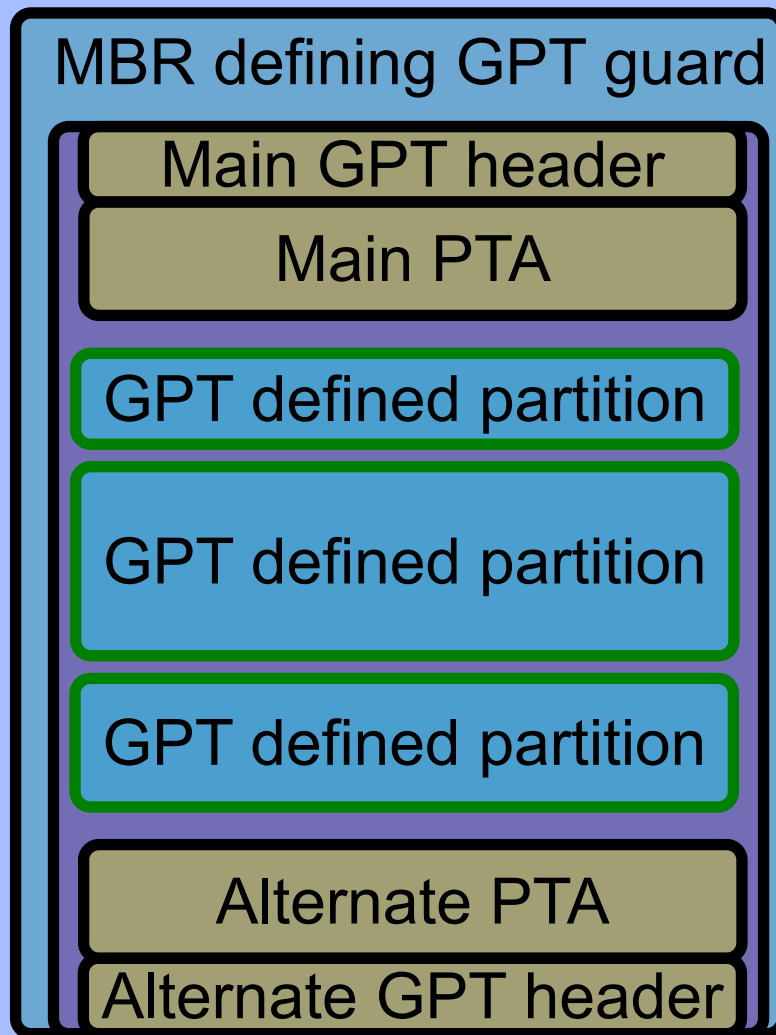 MBR defining GPT guard
Main GPT header
Main PTA
GPT defined partition
GPT defined partition
GPT defined partition
Alternate PTA
Alternate GPT header